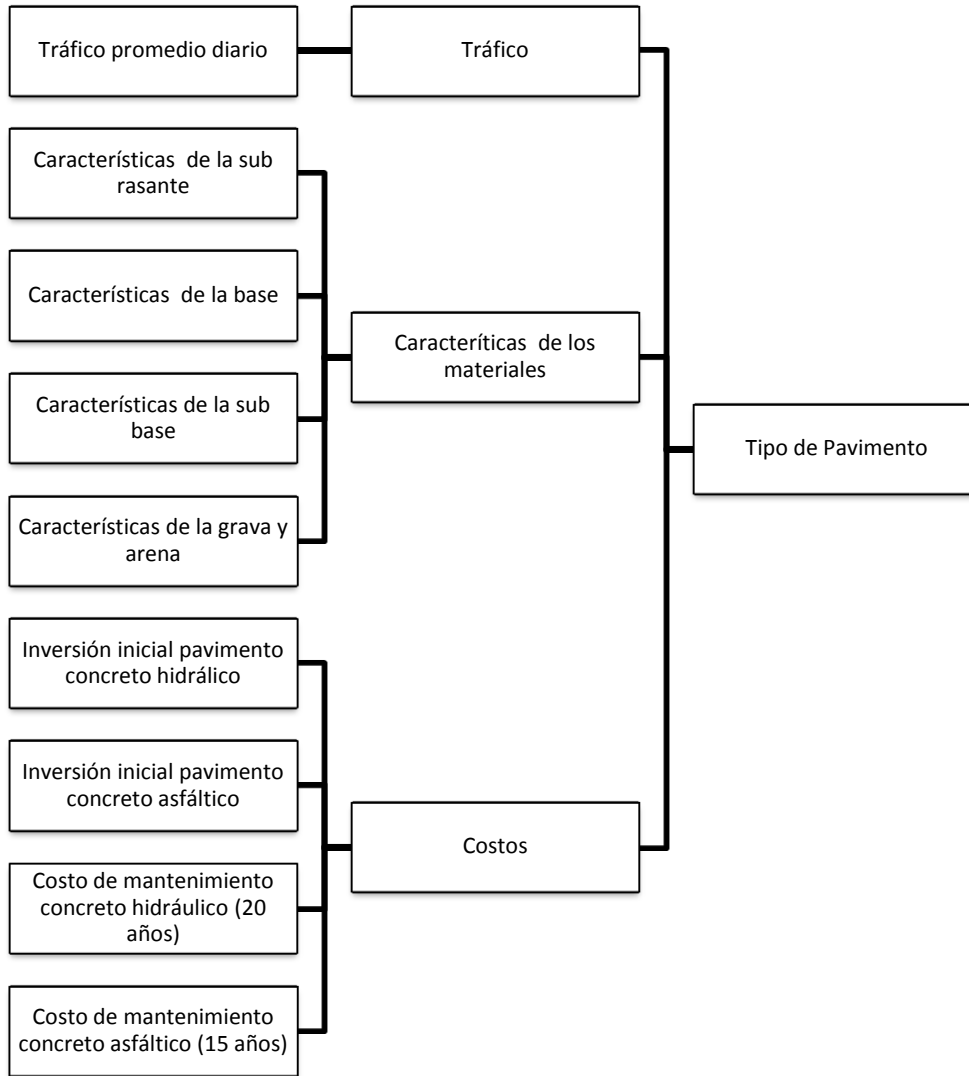 Tráfico promedio diario
Tráfico
Características de la sub
rasante
Características de la base
Caracteríticas de los
materiales
Características de la sub
base
Tipo de Pavimento
Características de la grava y
arena
Inversión inicial pavimento
concreto hidrálico
Inversión inicial pavimento
concreto asfáltico
Costos
Costo de mantenimiento
concreto hidráulico (20
años)
Costo de mantenimiento
concreto asfáltico (15 años)